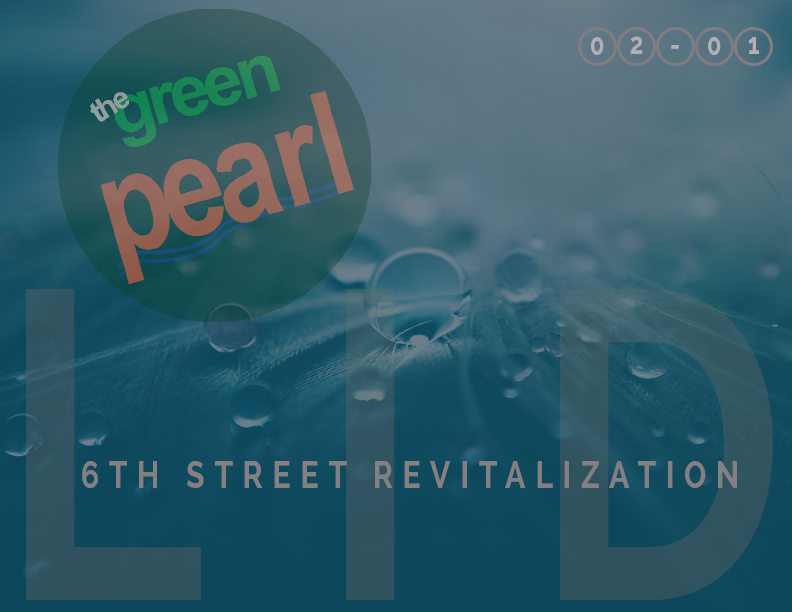 02-01
the green
pearl
6TH STREET REVITALIZATION
LID